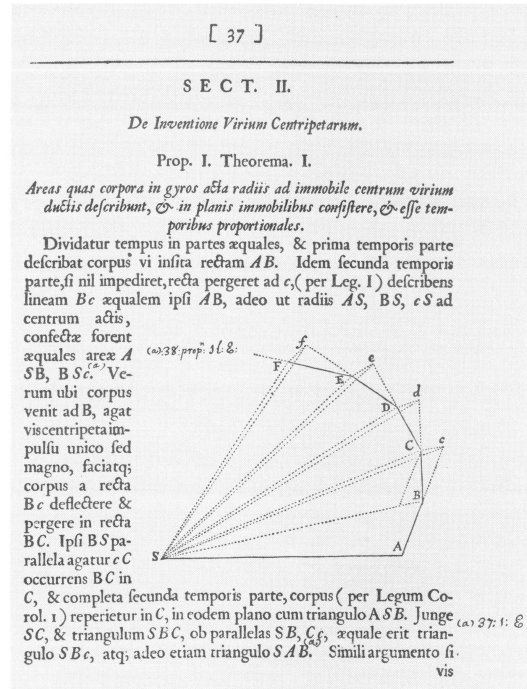 [ 37 ]
SECT. II.
De Inventione Virium Centripetarum.
Prop. I. Theorema. I.
Areas quas corpora in gyros acta radiis ad immobile centrum virium
ductis describunt, & in planis immobilibus consistere, & esse tem-
poribus proportionales.
Dividatur tempus in partes æquales, & prima temporis parte
describat corpus vi insita rectam AB. Idem secunda temporis
parte, si nil impediret, recta pergeret ad c, ( per Leg. I ) describens
lineam Bc æqualem ipsi AB, adeo ut radiis AS, BS, cS ad
centrum actis,
confectæ forent
æquales areæ A
SB, BSc. (a) Ve-
rum ubi corpus
venit ad B, agat
vis centripeta im-
pulsu unico sed
magno, faciatq;
corpus a recta
Bc deflectere &
pergere in recta
BC. Ipsi BS pa-
rallela agatur cC
occurrens BC in
C, & completa secunda temporis parte, corpus ( per Legum Co-
rol. 1 ) reperietur in C, in eodem plano cum triangulo ASB. Junge
SC, & triangulum SBC, ob parallelas SB, Cc, æquale erit trian-
gulo SBc, atq; adeo etiam triangulo SAB. (a) Simili argumento si
vis
(a) 38: prop
(a) 37: 1: E
f
F
e
E
d
D
c
C
B
A
S